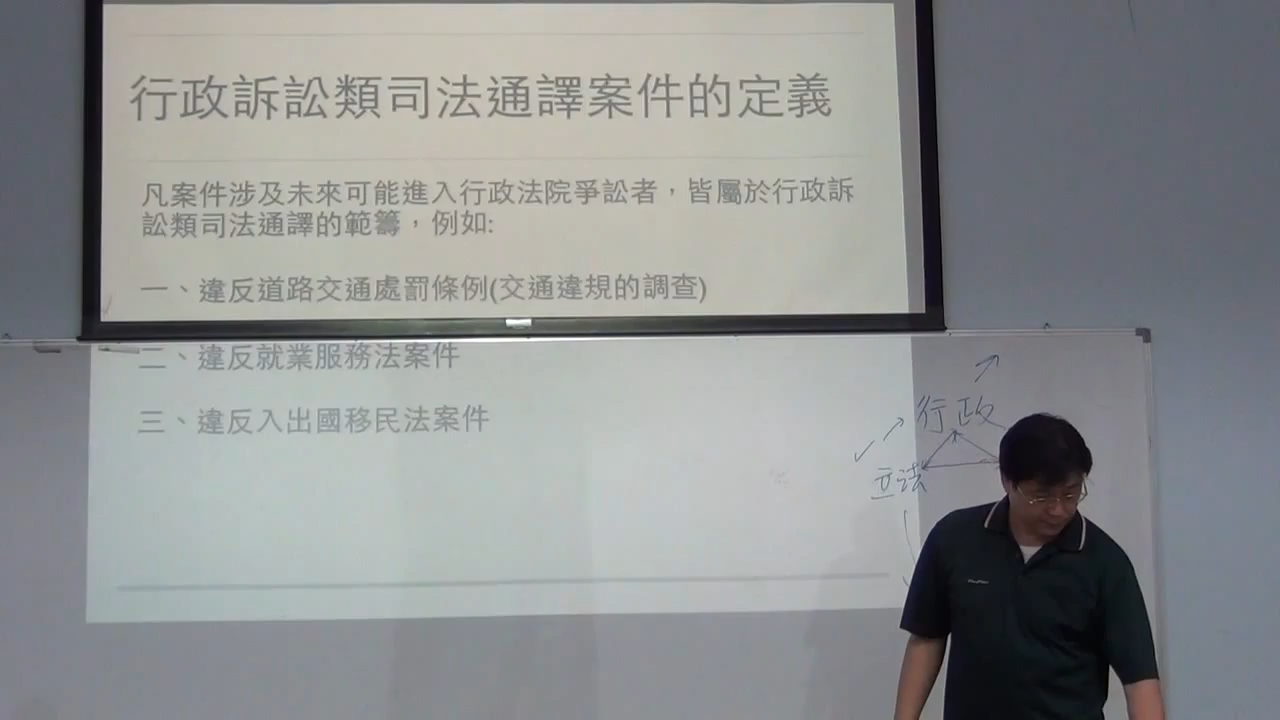 行政訴訟類司法通譯案件的定義
凡案件涉及未來可能進入行政法院爭訟者，皆屬於行政訴
訟類司法通譯的範籌，例如:
一、違反道路交通處罰條例(交通違規的調查)
二、違反就業服務法案件
三、違反入出國移民法案件
行政
立法